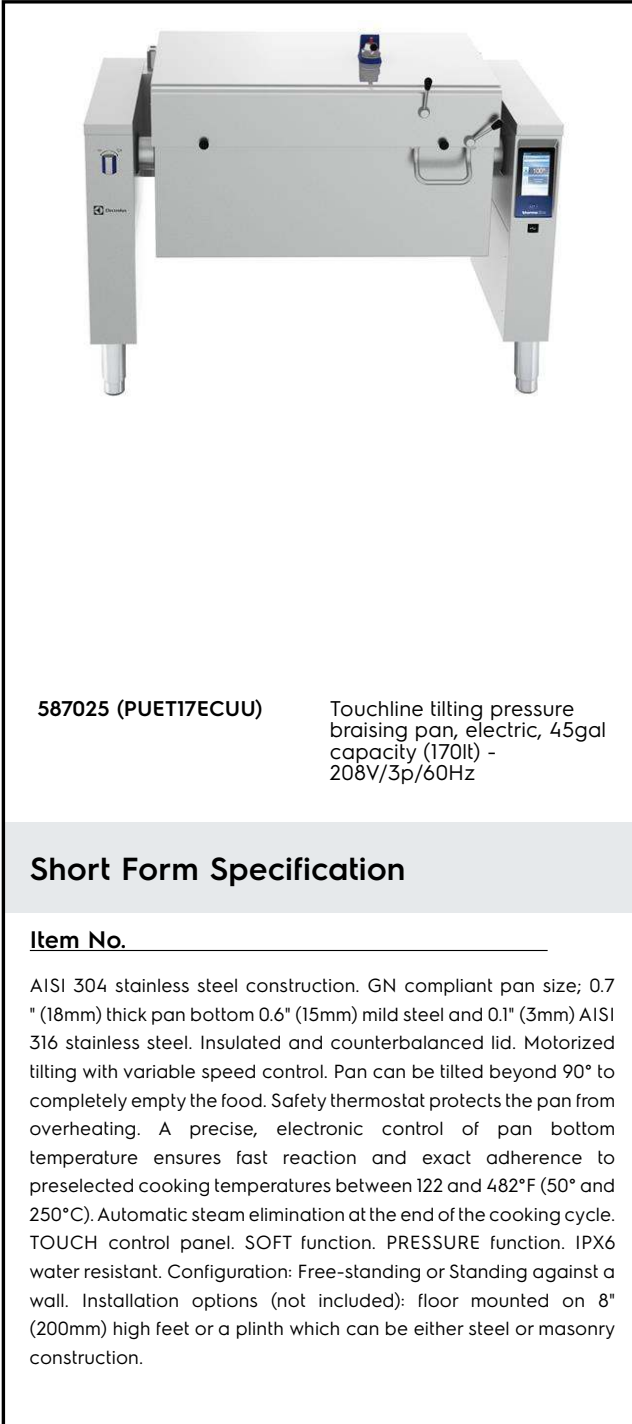 Electrolux
100°
587025 (PUET17ECUU)
Touchline tilting pressure
braising pan, electric, 45gal
capacity (170lt) -
208V/3p/60Hz
Short Form Specification
Item No.
AISI 304 stainless steel construction. GN compliant pan size; 0.7
" (18mm) thick pan bottom 0.6" (15mm) mild steel and 0.1" (3mm) AISI
316 stainless steel. Insulated and counterbalanced lid. Motorized
tilting with variable speed control. Pan can be tilted beyond 90° to
completely empty the food. Safety thermostat protects the pan from
overheating. A precise, electronic control of pan bottom
temperature ensures fast reaction and exact adherence to
preselected cooking temperatures between 122 and 482°F (50° and
250°C). Automatic steam elimination at the end of the cooking cycle.
TOUCH control panel. SOFT function. PRESSURE function. IPX6
water resistant. Configuration: Free-standing or Standing against a
wall. Installation options (not included): floor mounted on 8"
(200mm) high feet or a plinth which can be either steel or masonry
construction.